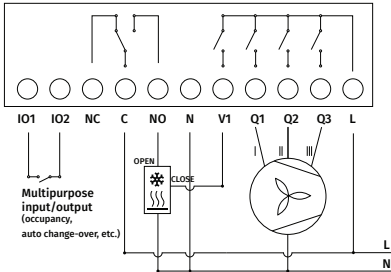 IO1 IO2 NC C NO N V1 Q1 Q2 Q3 L
OPEN
CLOSE
I II III
Multipurpose
input/output
(occupancy,
auto change-over, etc.)
L
N